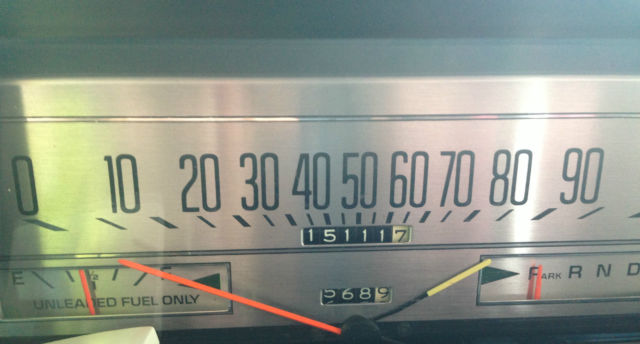 0 10 20 30 40 50 60 70 80 90
151117
E 1/2 F
PARK R N D
5689
UNLEADED FUEL ONLY